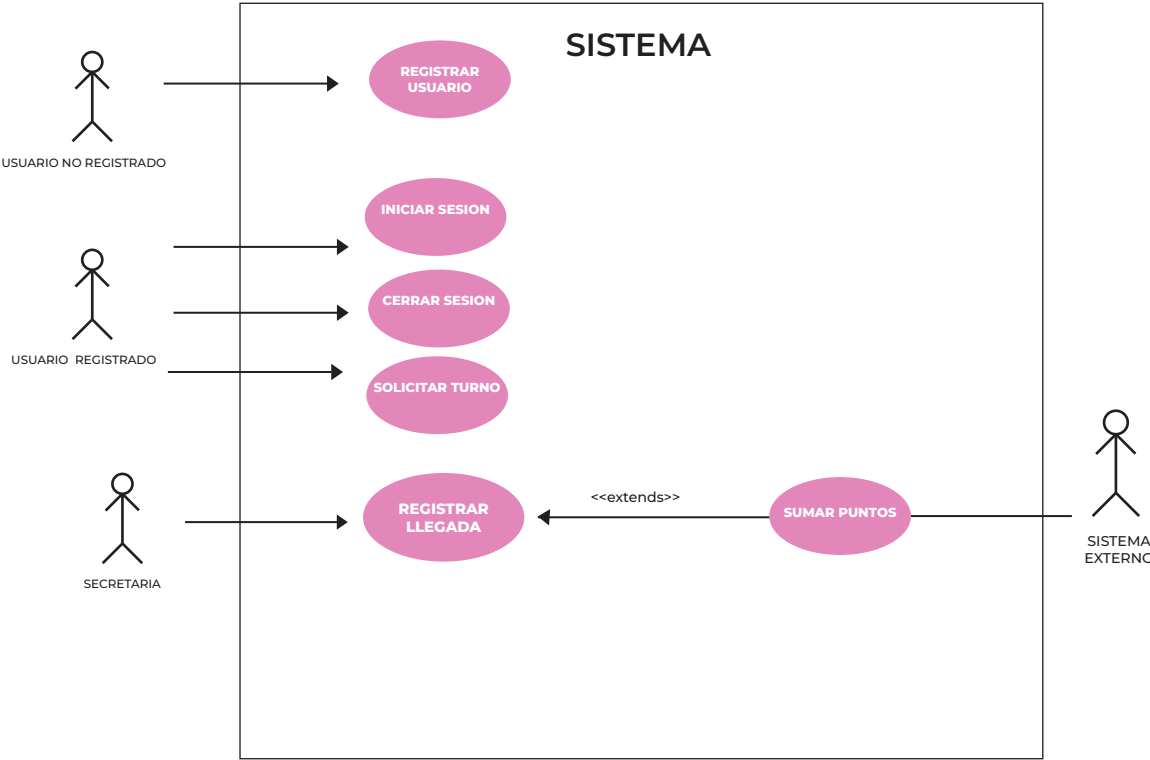 SISTEMA
REGISTRAR
USUARIO
USUARIO NO REGISTRADO
INICIAR SESION
CERRAR SESION
USUARIO REGISTRADO
SOLICITAR TURNO
REGISTRAR
LLEGADA
<<extends>>
SUMAR PUNTOS
SISTEMA
EXTERNO
SECRETARIA